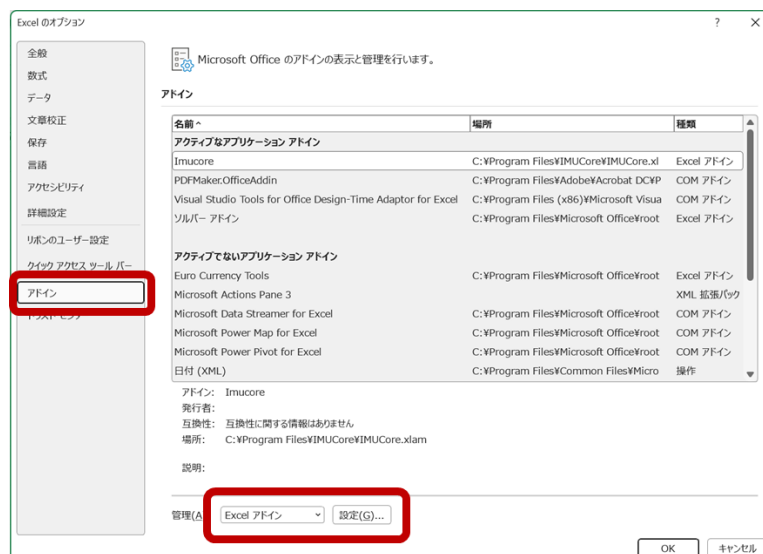 Excel のオプション ? ×
全般
数式
データ
文章校正
保存
言語
アクセシビリティ
詳細設定
リボンのユーザー設定
クイック アクセス ツール バー
アドイン
Microsoft Office のアドインの表示と管理を行います。
アドイン
名前 場所 種類
アクティブなアプリケーション アドイン
Imucore C:¥Program Files¥IMUCore¥IMUCore.xl Excel アドイン
PDFMaker.OfficeAddin C:¥Program Files¥Adobe¥Acrobat DC¥P COM アドイン
Visual Studio Tools for Office Design-Time Adaptor for Excel C:¥Program Files (x86)¥Microsoft Visua COM アドイン
ソルバー アドイン C:¥Program Files¥Microsoft Office¥root Excel アドイン
アクティブでないアプリケーション アドイン
Euro Currency Tools C:¥Program Files¥Microsoft Office¥root Excel アドイン
Microsoft Actions Pane 3 XML 拡張パック
Microsoft Data Streamer for Excel C:¥Program Files¥Microsoft Office¥root COM アドイン
Microsoft Power Map for Excel C:¥Program Files¥Microsoft Office¥root COM アドイン
Microsoft Power Pivot for Excel C:¥Program Files¥Microsoft Office¥root COM アドイン
日付 (XML) C:¥Program Files¥Common Files¥Micro 操作
アドイン: Imucore
発行者:
互換性: 互換性に関する情報はありません
場所: C:¥Program Files¥IMUCore¥IMUCore.xlam
説明:
管理(A Excel アドイン 設定(G)...
OK キャンセル